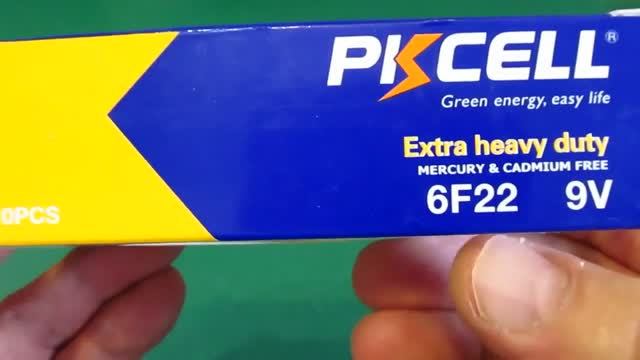 PKCELL®
Green energy, easy life
Extra heavy duty
MERCURY & CADMIUM FREE
6F22 9V
0PCS